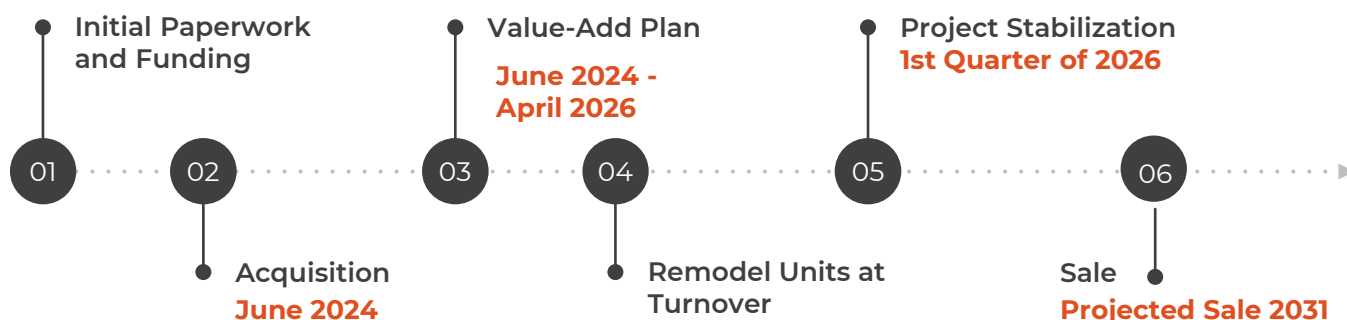 Initial Paperwork
and Funding
Value-Add Plan
June 2024 -
April 2026
Project Stabilization
1st Quarter of 2026
01
02
03
04
05
06
Acquisition
June 2024
Remodel Units at
Turnover
Sale
Projected Sale 2031